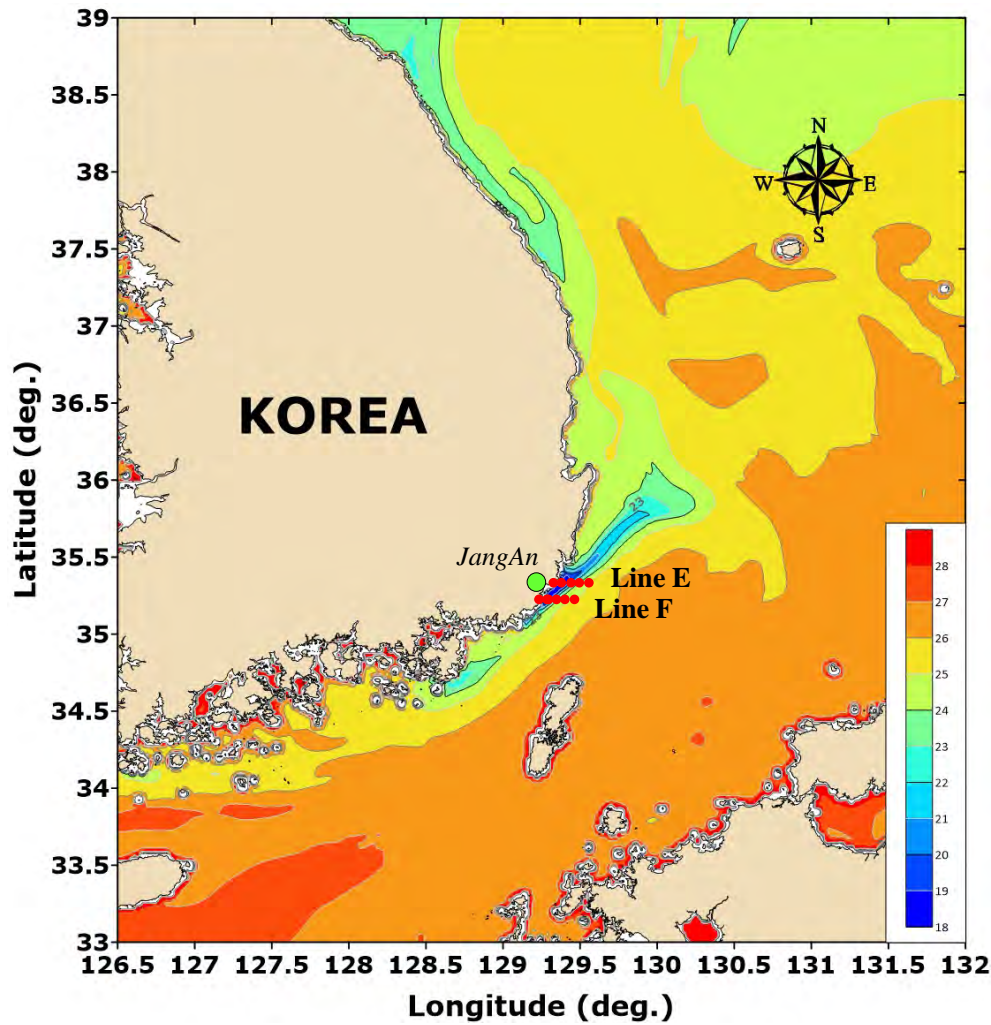 39
38.5
38
37.5
37
36.5
36
35.5
35
34.5
34
33.5
33
Latitude (deg.)
N
W
E
S
KOREA
23
JangAn
Line E
Line F
28
27
26
25
24
23
22
21
20
19
18
126.5 127 127.5 128 128.5 129 129.5 130 130.5 131 131.5 132
Longitude (deg.)